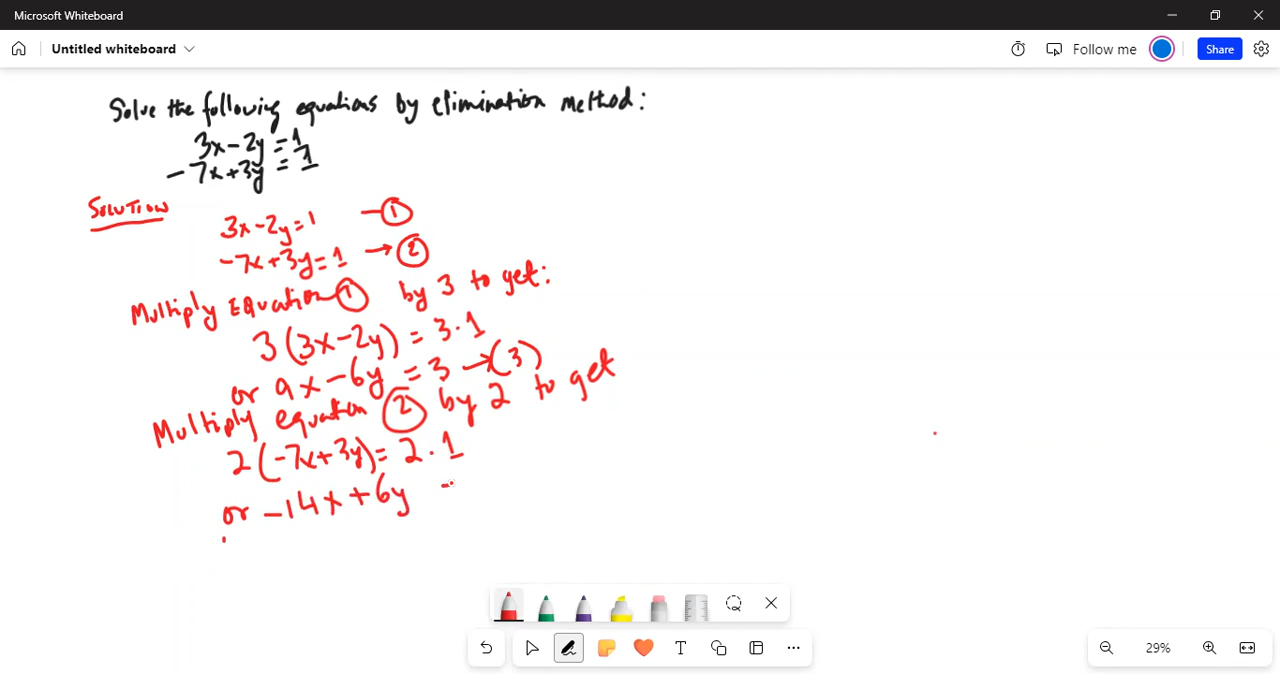 Microsoft Whiteboard
Untitled whiteboard
Follow me
Share
Solve the following equations by elimination method:
3x-2y=1
-7x+3y=1
SOLUTION
3x-2y=1 —①
-7x+3y=1 →②
Multiply EQuation ① by 3 to get:
3(3x-2y)=3·1
or 9x-6y=3→(3)
Multiply equation ② by 2 to get
2(-7x+3y)=2·1
or -14x+6y -
29%